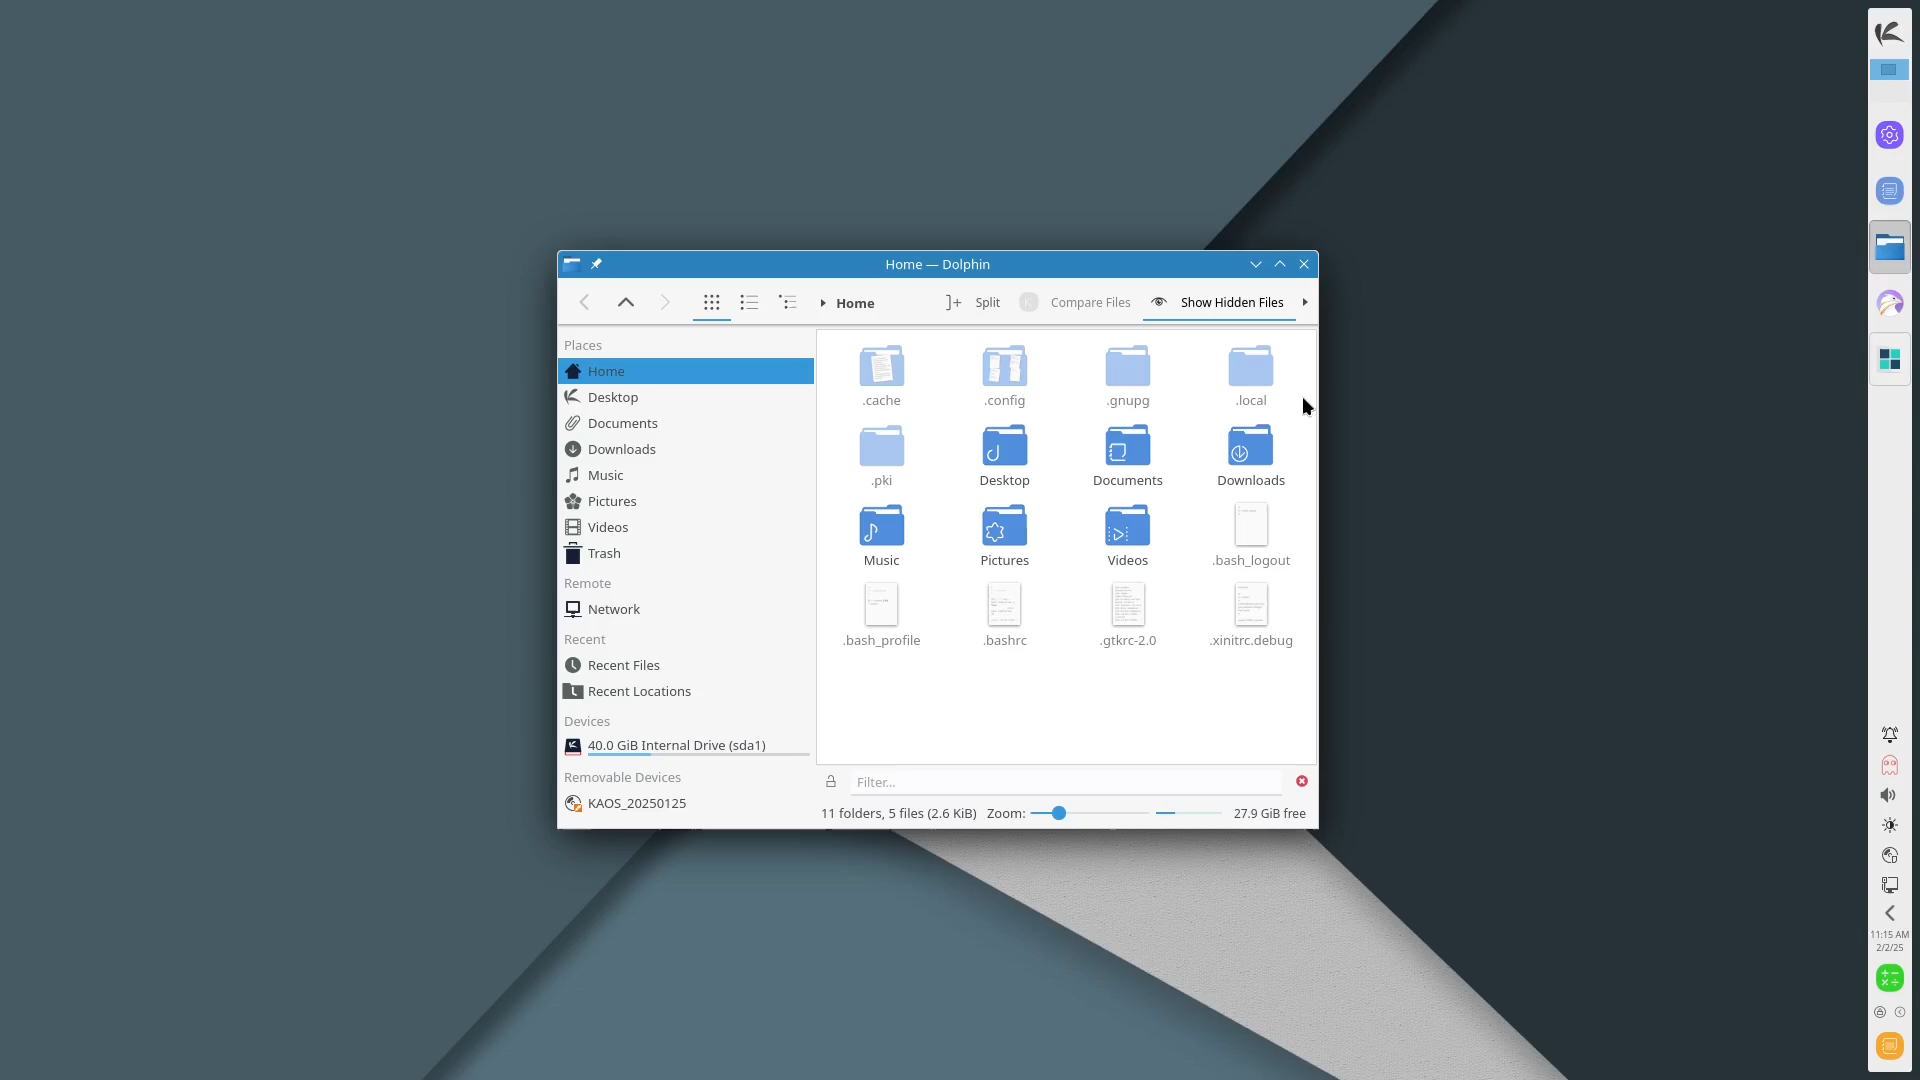 Home — Dolphin
Home
Split
Compare Files
Show Hidden Files
Places
Home
Desktop
Documents
Downloads
Music
Pictures
Videos
Trash
Remote
Network
Recent
Recent Files
Recent Locations
Devices
40.0 GiB Internal Drive (sda1)
Removable Devices
KAOS_20250125
.cache
.config
.gnupg
.local
.pki
Desktop
Documents
Downloads
Music
Pictures
Videos
.bash_logout
.bash_profile
.bashrc
.gtkrc-2.0
.xinitrc.debug
Filter...
11 folders, 5 files (2.6 KiB)
Zoom:
27.9 GiB free
11:15 AM
2/2/25